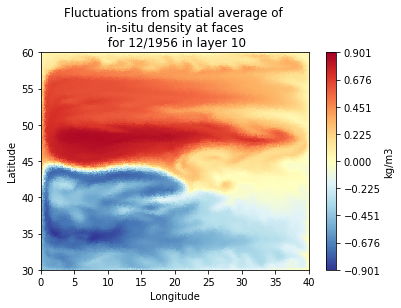 Fluctuations from spatial average of
in-situ density at faces
for 12/1956 in layer 10
60
55
50
45
40
35
30
Latitude
0 5 10 15 20 25 30 35 40
Longitude
0.901
0.676
0.451
0.225
0.000
−0.225
−0.451
−0.676
−0.901
kg/m3